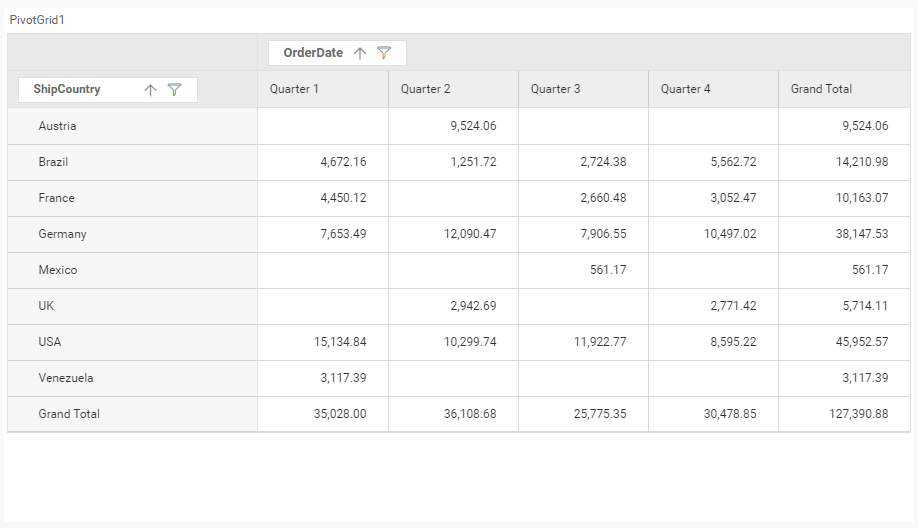 PivotGrid1
OrderDate
ShipCountry Quarter 1 Quarter 2 Quarter 3 Quarter 4 Grand Total
Austria 9,524.06 9,524.06
Brazil 4,672.16 1,251.72 2,724.38 5,562.72 14,210.98
France 4,450.12 2,660.48 3,052.47 10,163.07
Germany 7,653.49 12,090.47 7,906.55 10,497.02 38,147.53
Mexico 561.17 561.17
UK 2,942.69 2,771.42 5,714.11
USA 15,134.84 10,299.74 11,922.77 8,595.22 45,952.57
Venezuela 3,117.39 3,117.39
Grand Total 35,028.00 36,108.68 25,775.35 30,478.85 127,390.88